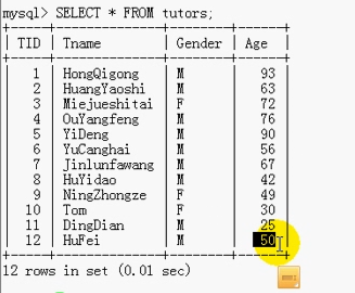 mysql> SELECT * FROM tutors;
+-----+---------------+--------+------+
| TID | Tname         | Gender | Age  |
+-----+---------------+--------+------+
|   1 | HongQigong    | M      |   93 |
|   2 | HuangYaoshi   | M      |   63 |
|   3 | Miejueshitai  | F      |   72 |
|   4 | OuYangfeng    | M      |   76 |
|   5 | YiDeng        | M      |   90 |
|   6 | YuCanghai     | M      |   56 |
|   7 | Jinlunfawang  | M      |   67 |
|   8 | HuYidao       | M      |   42 |
|   9 | NingZhongze   | F      |   49 |
|  10 | Tom           | F      |   30 |
|  11 | DingDian      | M      |   25 |
|  12 | HuFei         | M      |   50 |
+-----+---------------+--------+------+
12 rows in set (0.01 sec)